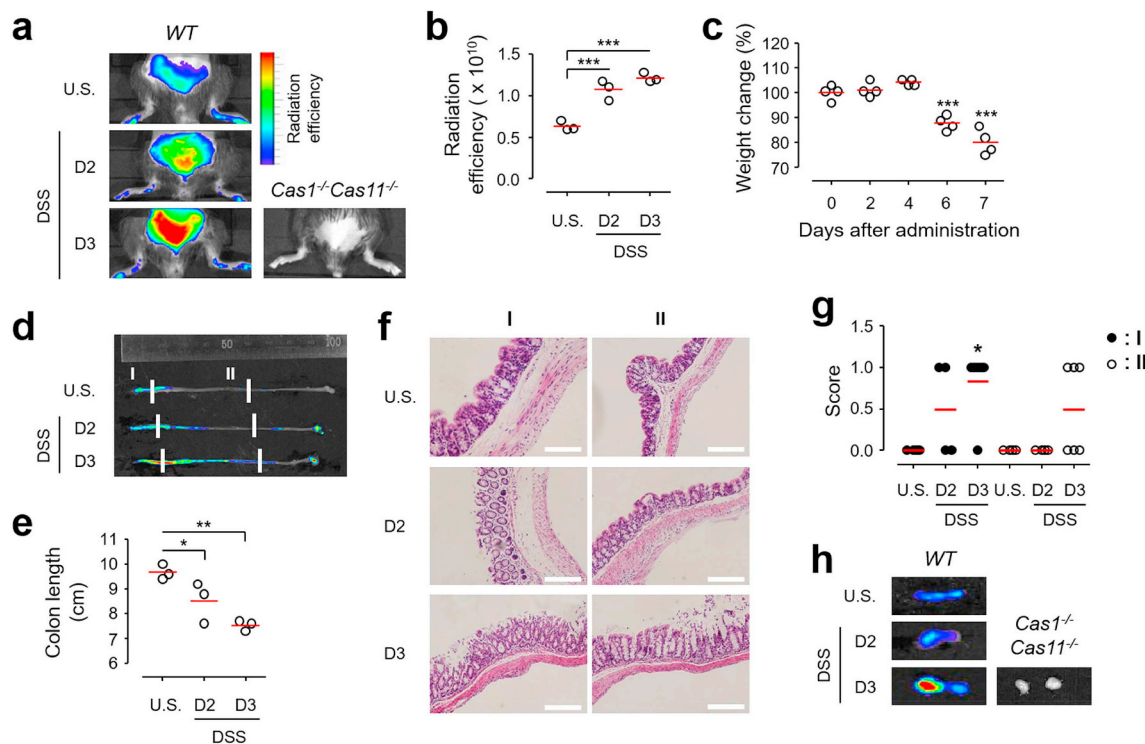 a
WT
U.S.
D2
DSS
D3
Radiation
efficiency
Cas1-/-Cas11-/-
b
Radiation
efficiency ( x 10¹⁰)
1.5
1.0
0.5
0.0
***
***
U.S. D2 D3
DSS
c
Weight change (%)
120
110
100
90
80
70
***
***
0 2 4 6 7
Days after administration
d
50
100
I
II
U.S.
D2
DSS
D3
e
Colon length
(cm)
11
10
9
8
7
6
**
*
U.S. D2 D3
DSS
f
I II
U.S.
D2
D3
g
Score
1.5
1.0
0.5
0.0
*
: I
: II
U.S. D2 D3 U.S. D2 D3
DSS DSS
h
WT
U.S.
D2
DSS
D3
Cas1-/-
Cas11-/-